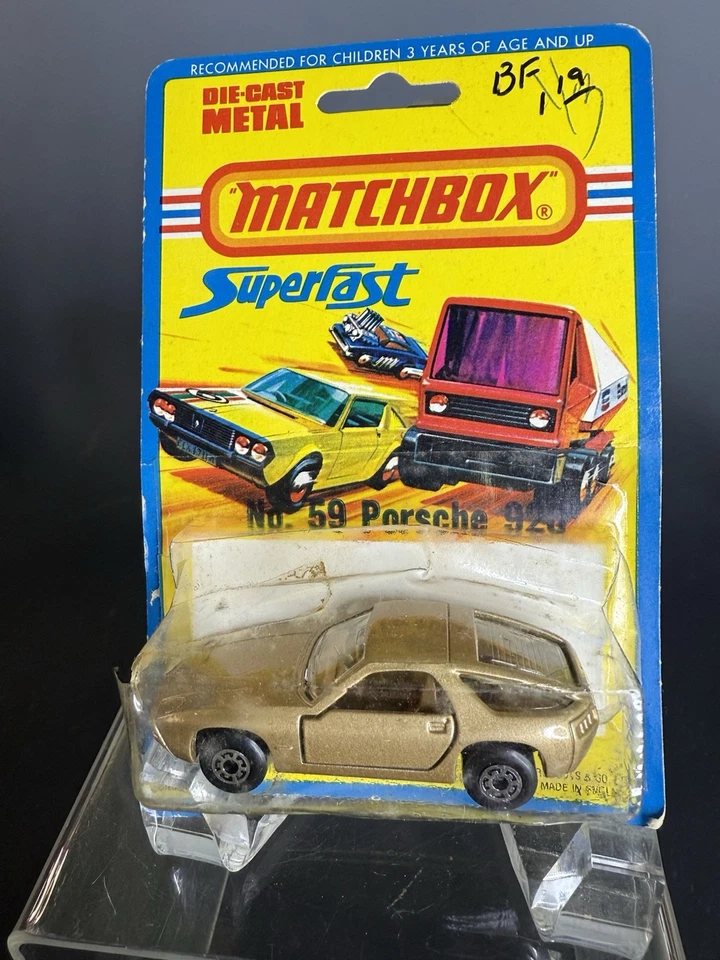 RECOMMENDED FOR CHILDREN 3 YEARS OF AGE AND UP
BF
DIE-CAST
METAL
"MATCHBOX"®
Superfast
No. 59 Porsche 928
MADE IN ENGL